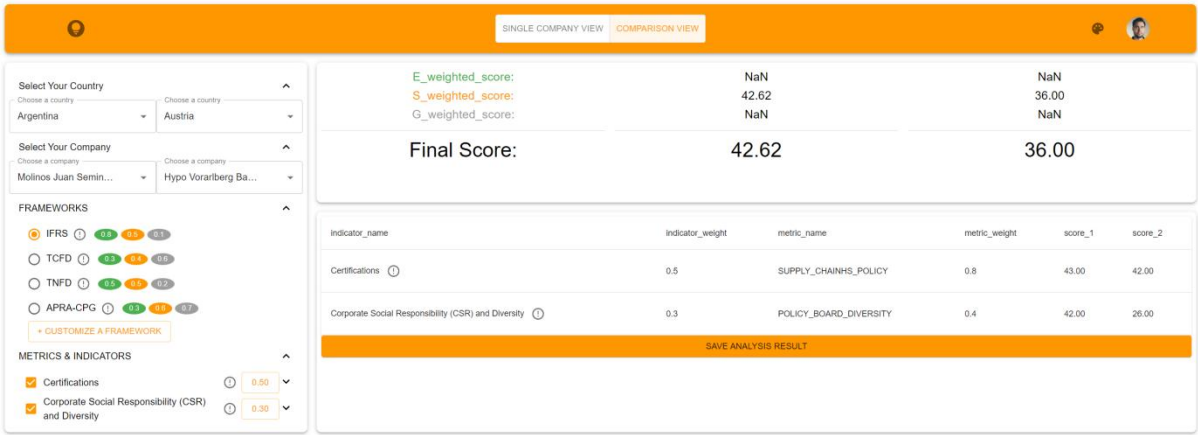 SINGLE COMPANY VIEW COMPARISON VIEW
Select Your Country
Choose a country Choose a country
Argentina Austria
Select Your Company
Choose a company Choose a company
Molinos Juan Semin... Hypo Vorarlberg Ba...
FRAMEWORKS
IFRS 0.8 0.5 0.1
TCFD 0.3 0.4 0.6
TNFD 0.5 0.5 0.2
APRA-CPG 0.3 0.6 0.7
+ CUSTOMIZE A FRAMEWORK
METRICS & INDICATORS
Certifications 0.50
Corporate Social Responsibility (CSR)
and Diversity 0.30
E_weighted_score: NaN NaN
S_weighted_score: 42.62 36.00
G_weighted_score: NaN NaN
Final Score: 42.62 36.00
indicator_name indicator_weight metric_name metric_weight score_1 score_2
Certifications 0.5 SUPPLY_CHAINHS_POLICY 0.8 43.00 42.00
Corporate Social Responsibility (CSR) and Diversity 0.3 POLICY_BOARD_DIVERSITY 0.4 42.00 26.00
SAVE ANALYSIS RESULT